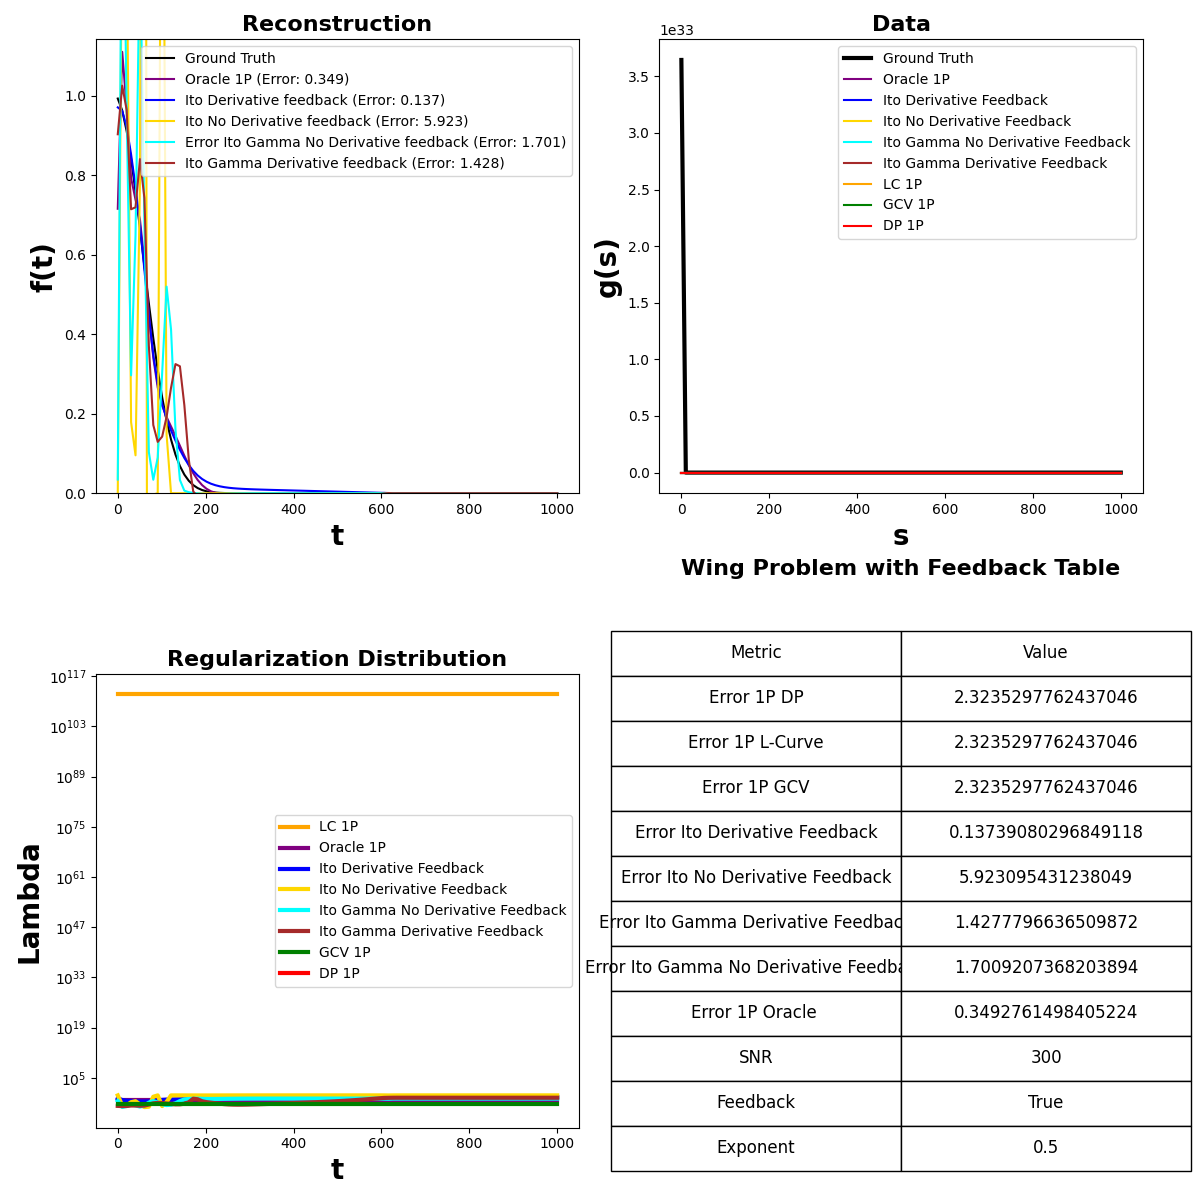 Reconstruction
1.0
0.8
0.6
0.4
0.2
0.0
f(t)
0
200
400
600
800
1000
t
Ground Truth
Oracle 1P (Error: 0.349)
Ito Derivative feedback (Error: 0.137)
Ito No Derivative feedback (Error: 5.923)
Error Ito Gamma No Derivative feedback (Error: 1.701)
Ito Gamma Derivative feedback (Error: 1.428)
Data
1e33
3.5
3.0
2.5
2.0
1.5
1.0
0.5
0.0
g(s)
0
200
400
600
800
1000
s
Ground Truth
Oracle 1P
Ito Derivative Feedback
Ito No Derivative Feedback
Ito Gamma No Derivative Feedback
Ito Gamma Derivative Feedback
LC 1P
GCV 1P
DP 1P
Regularization Distribution
10^117
10^103
10^89
10^75
10^61
10^47
10^33
10^19
10^5
Lambda
0
200
400
600
800
1000
t
LC 1P
Oracle 1P
Ito Derivative Feedback
Ito No Derivative Feedback
Ito Gamma No Derivative Feedback
Ito Gamma Derivative Feedback
GCV 1P
DP 1P
Wing Problem with Feedback Table
Metric Value
Error 1P DP 2.3235297762437046
Error 1P L-Curve 2.3235297762437046
Error 1P GCV 2.3235297762437046
Error Ito Derivative Feedback 0.13739080296849118
Error Ito No Derivative Feedback 5.923095431238049
Error Ito Gamma Derivative Feedbac 1.4277796636509872
Error Ito Gamma No Derivative Feedba 1.7009207368203894
Error 1P Oracle 0.3492761498405224
SNR 300
Feedback True
Exponent 0.5